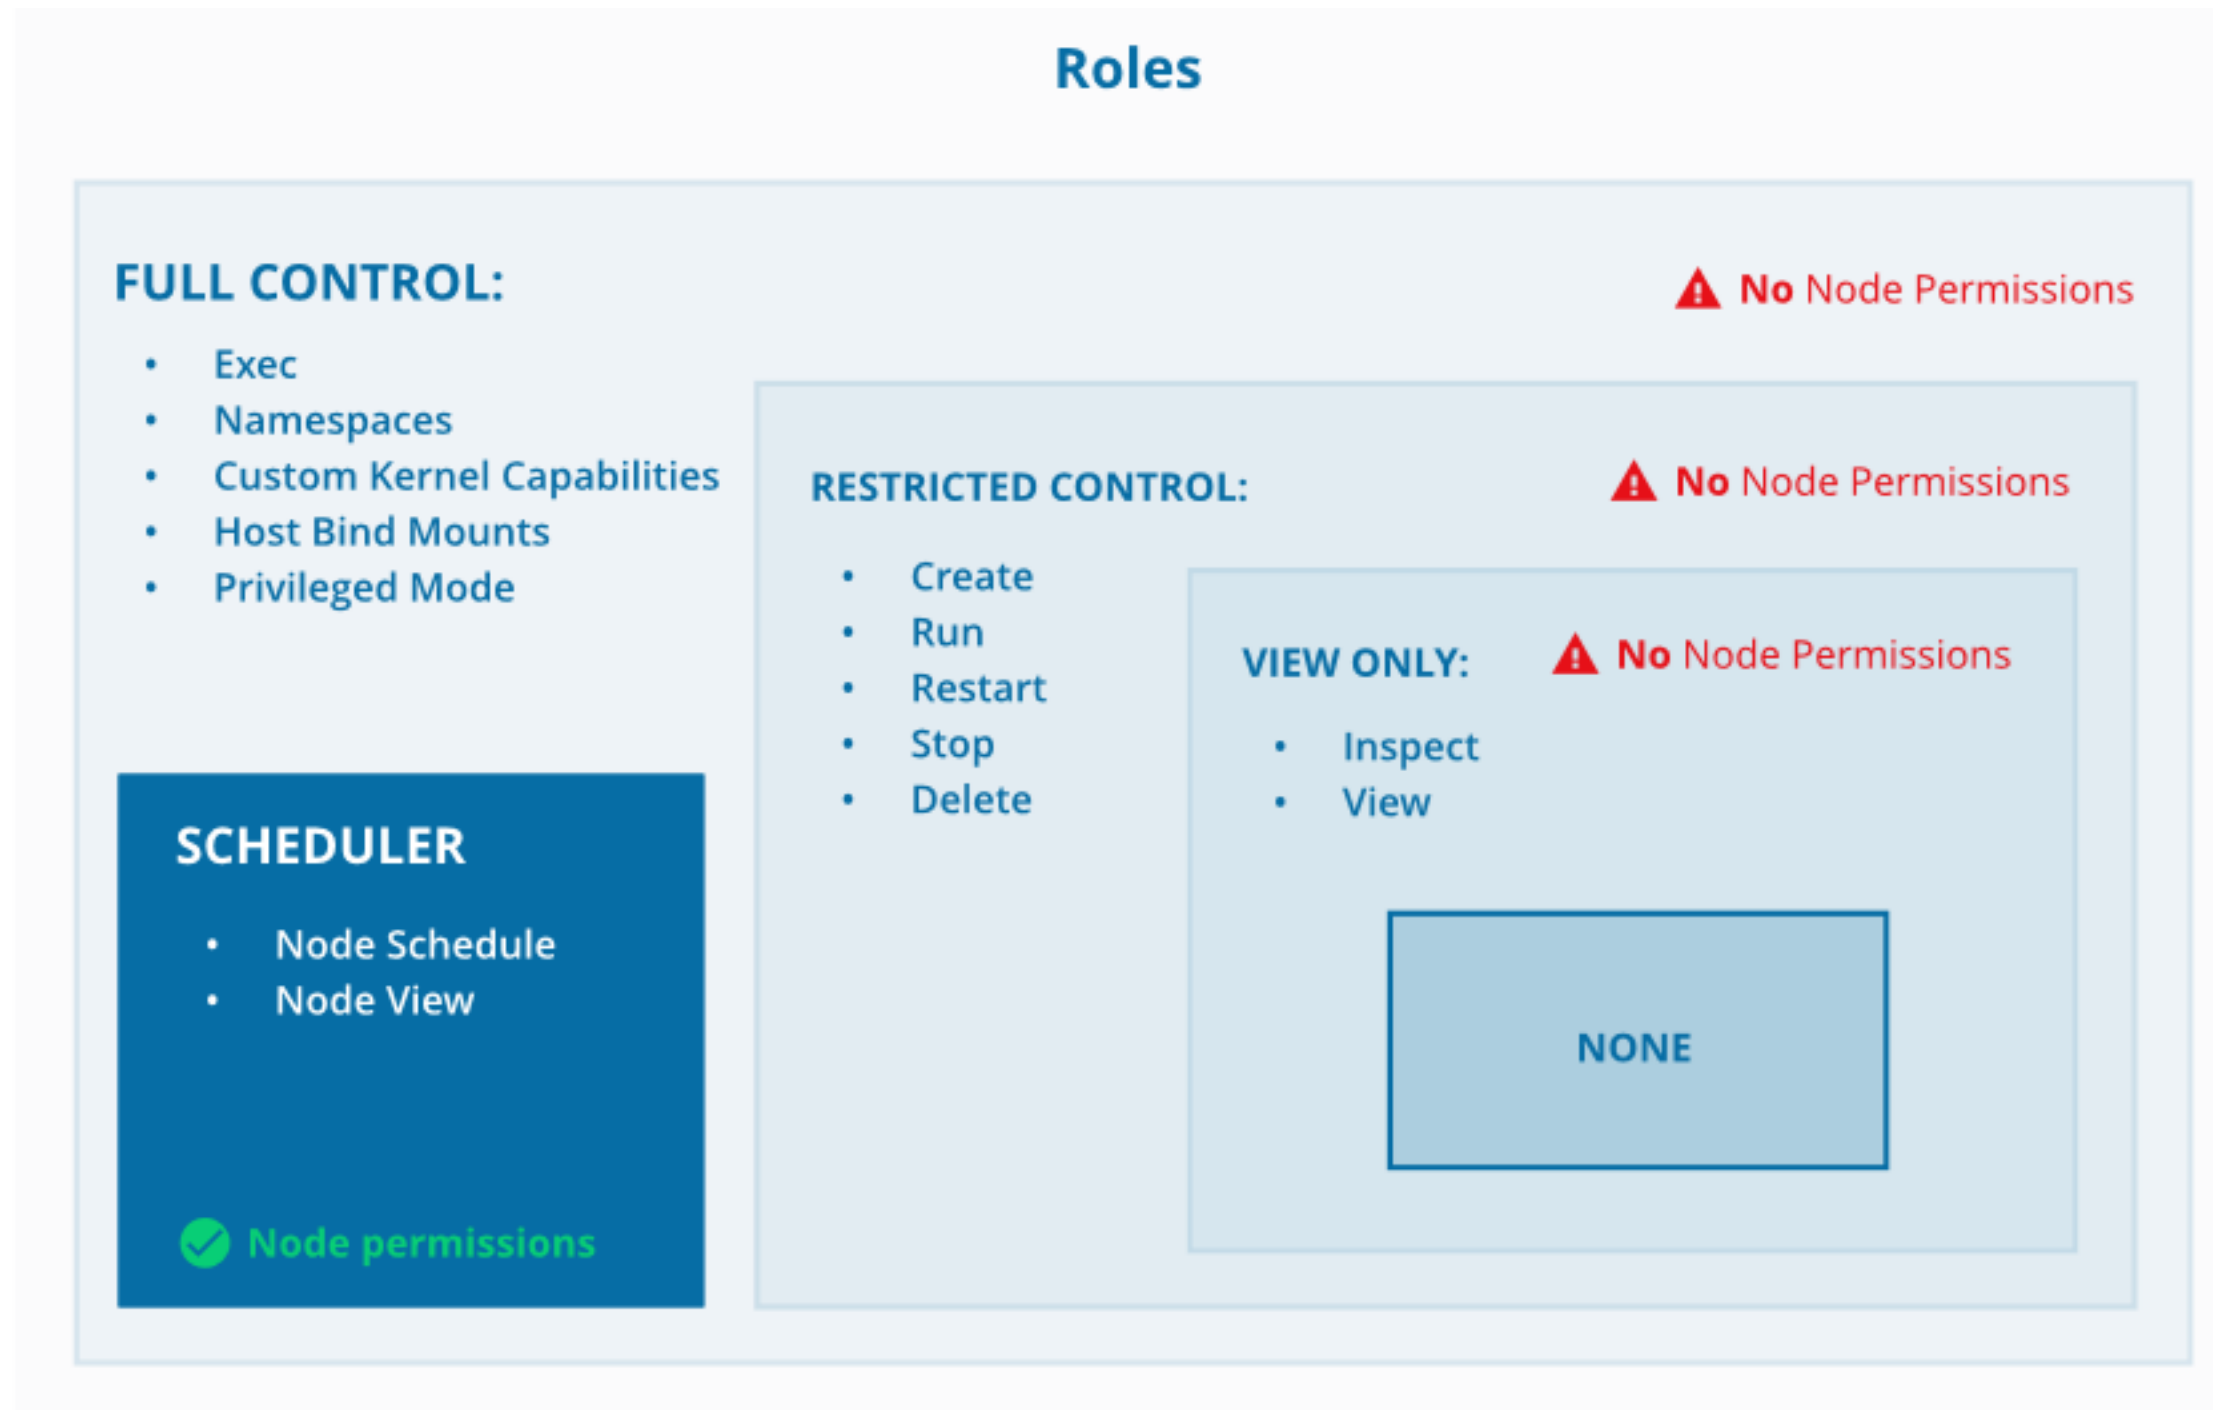 Roles
FULL CONTROL:
No Node Permissions
• Exec
• Namespaces
• Custom Kernel Capabilities
• Host Bind Mounts
• Privileged Mode
RESTRICTED CONTROL:
No Node Permissions
• Create
• Run
• Restart
• Stop
• Delete
VIEW ONLY:
No Node Permissions
• Inspect
• View
NONE
SCHEDULER
• Node Schedule
• Node View
Node permissions